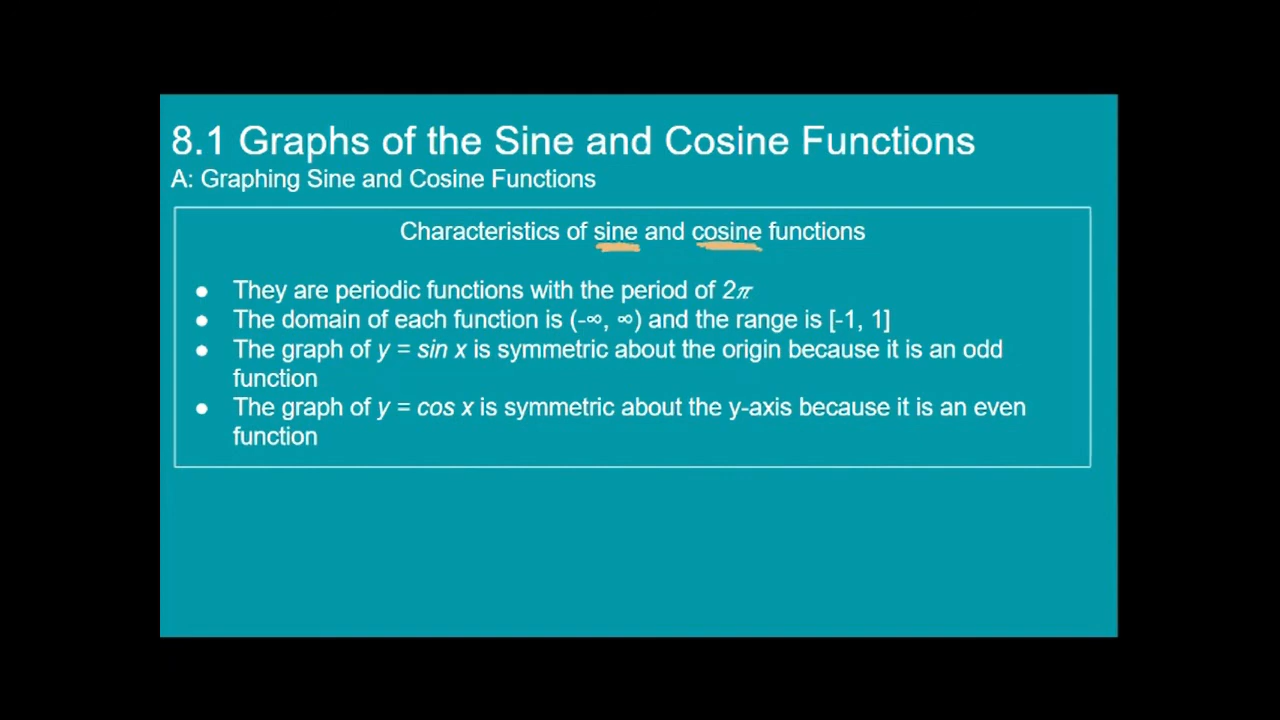 8.1 Graphs of the Sine and Cosine Functions
A: Graphing Sine and Cosine Functions
Characteristics of sine and cosine functions
● They are periodic functions with the period of 2π
● The domain of each function is (-∞, ∞) and the range is [-1, 1]
● The graph of y = sin x is symmetric about the origin because it is an odd
function
● The graph of y = cos x is symmetric about the y-axis because it is an even
function